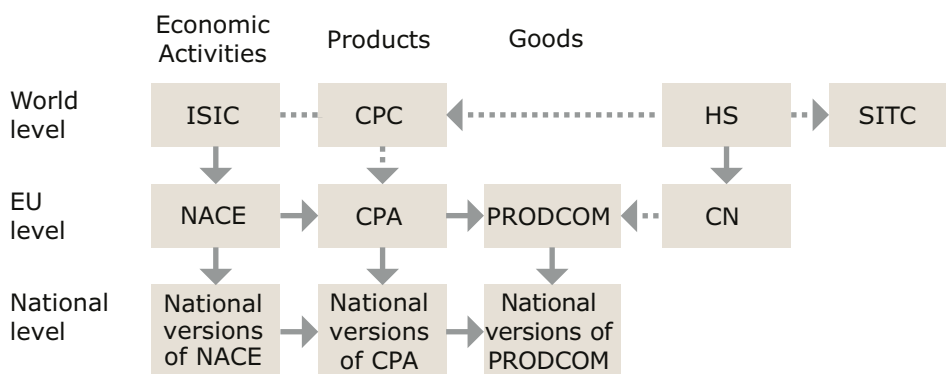 Economic
Activities
Products
Goods
World
level
ISIC
CPC
HS
SITC
EU
level
NACE
CPA
PRODCOM
CN
National
level
National
versions
of NACE
National
versions
of CPA
National
versions of
PRODCOM